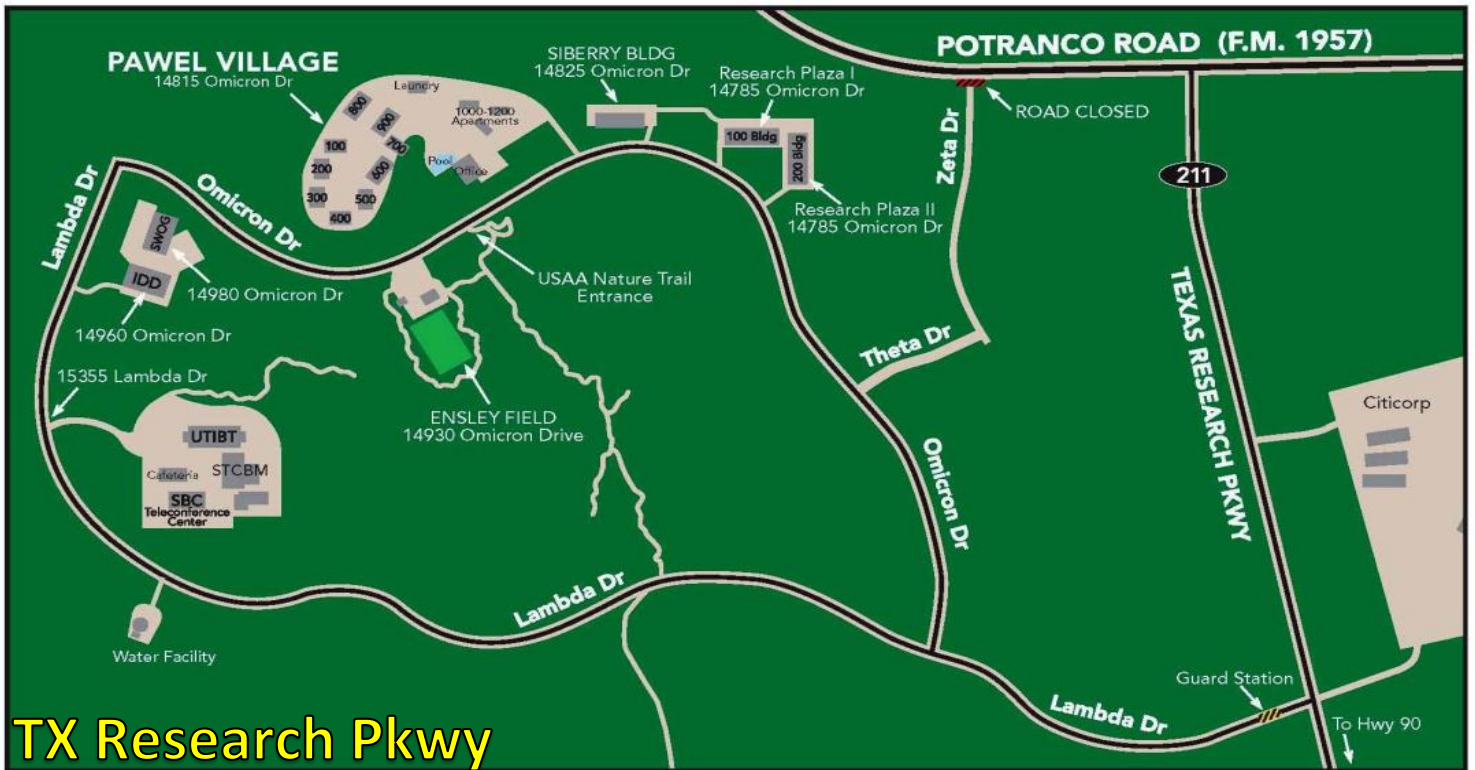 POTRANCO ROAD (F.M. 1957)
PAWEL VILLAGE
14815 Omicron Dr
SIBERRY BLDG
14825 Omicron Dr
Research Plaza I
14785 Omicron Dr
ROAD CLOSED
Laundry
800
900
1000-1200
Apartments
100
700
200
600
Pool
Office
300
500
400
100 Bldg
200 Bldg
Zeta Dr
211
Lambda Dr
Omicron Dr
SWOG
IDD
14980 Omicron Dr
14960 Omicron Dr
Research Plaza II
14785 Omicron Dr
USAA Nature Trail
Entrance
TEXAS RESEARCH PKWY
Theta Dr
15355 Lambda Dr
ENSLEY FIELD
14930 Omicron Drive
Citicorp
UTIBT
Cafeteria
STCBM
SBC
Teleconference
Center
Omicron Dr
Lambda Dr
Water Facility
Guard Station
Lambda Dr
To Hwy 90
TX Research Pkwy